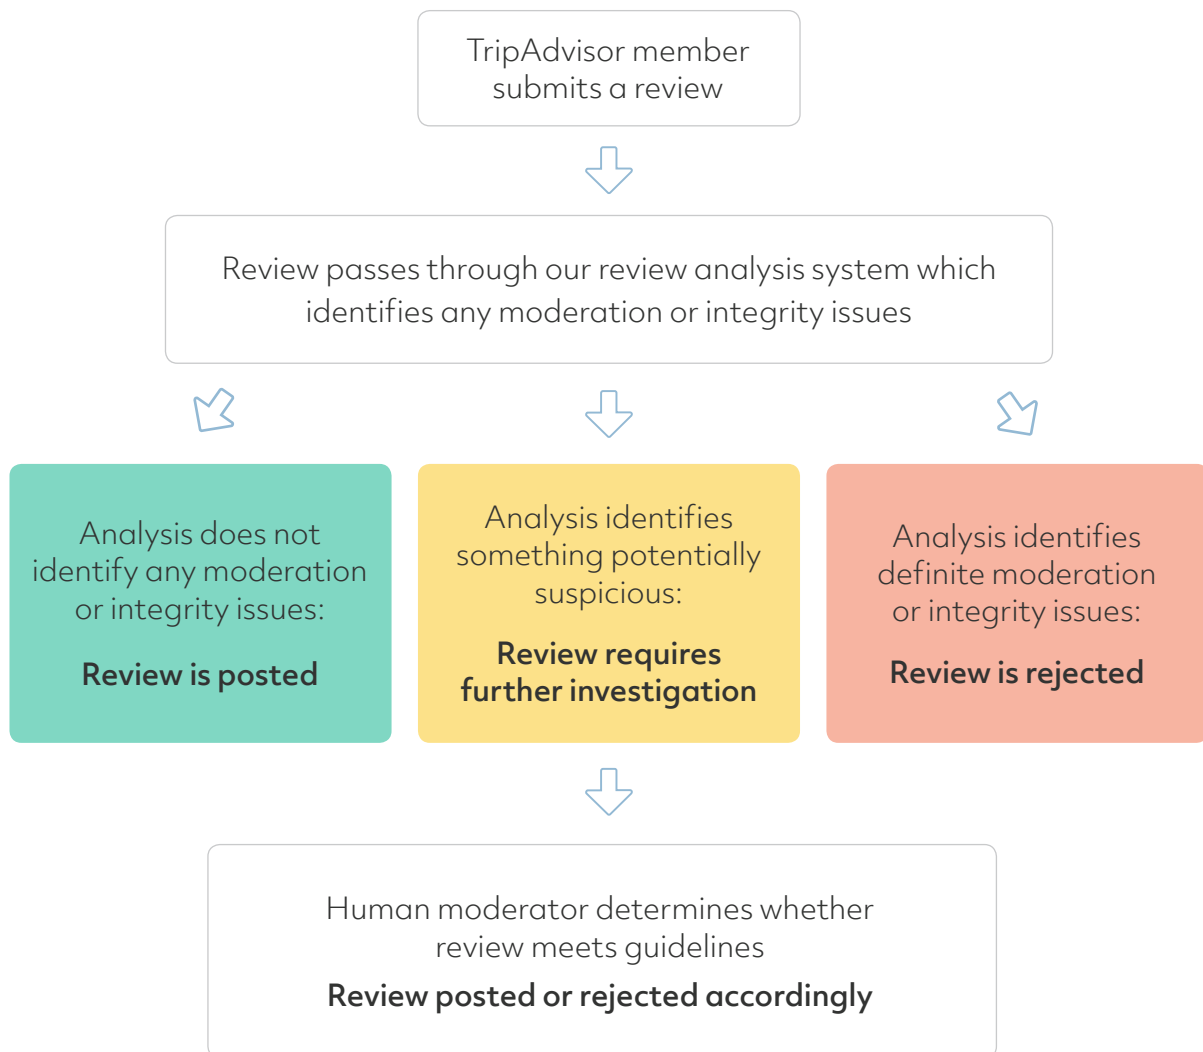 TripAdvisor member
submits a review
Review passes through our review analysis system which
identifies any moderation or integrity issues
Analysis does not
identify any moderation
or integrity issues:
Review is posted
Analysis identifies
something potentially
suspicious:
Review requires
further investigation
Analysis identifies
definite moderation
or integrity issues:
Review is rejected
Human moderator determines whether
review meets guidelines
Review posted or rejected accordingly